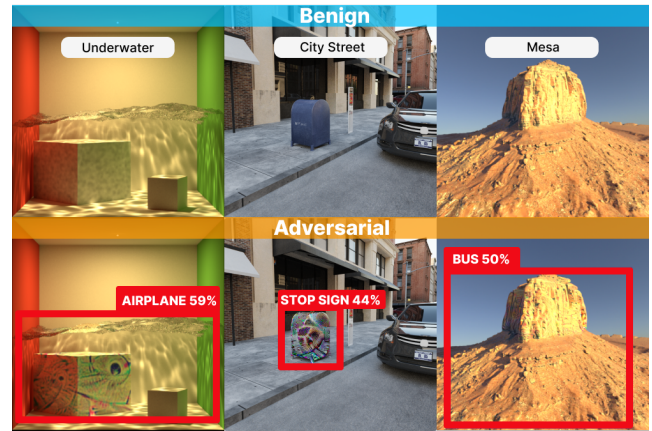 Benign
Underwater
City Street
Mesa
Adversarial
AIRPLANE 59%
STOP SIGN 44%
BUS 50%